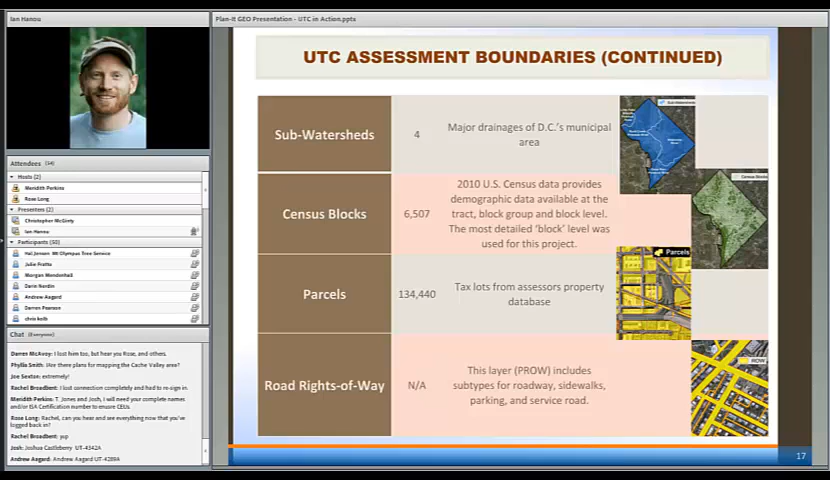 Ian Hanou
Plan-It GEO Presentation - UTC in Action.ppts
UTC ASSESSMENT BOUNDARIES (CONTINUED)
Sub-Watersheds
4
Major drainages of D.C.'s municipal
area
Sub-Watersheds
Census Blocks
6,507
2010 U.S. Census data provides
demographic data available at the
tract, block group and block level.
The most detailed 'block' level was
used for this project.
Census Blocks
Parcels
134,440
Tax lots from assessors property
database
Parcels
Road Rights-of-Way
N/A
This layer (PROW) includes
subtypes for roadway, sidewalks,
parking, and service road.
ROW
17
Attendees (14)
Hosts (2)
Meridith Perkins
Rose Long
Presenters (2)
Christopher McGinty
Ian Hanou
Participants (10)
Hal Jensen Mt Olympus Tree Service
Julie Fratto
Morgan Mendenhall
Darin Nordin
Andrew Aagard
Darren Pearson
chris kolb
Chat (Everyone)
Darren McAvoy: I lost him too, but hear you Rose, and others.
Phyllis Smith: Are there plans for mapping the Cache Valley area?
Joe Sexton: extremely!
Rachel Broadbent: I lost connection completely and had to re-sign in
Meridith Perkins: T Jones and Josh, I will need your complete names
and/or ISA Certification number to ensure CEUs
Rose Long: Rachel, can you hear and see everything now that you've
logged back in?
Rachel Broadbent: yup
Josh: Joshua Castleberry UT-4342A
Andrew Aagard: Andrew Aagard UT-4289A